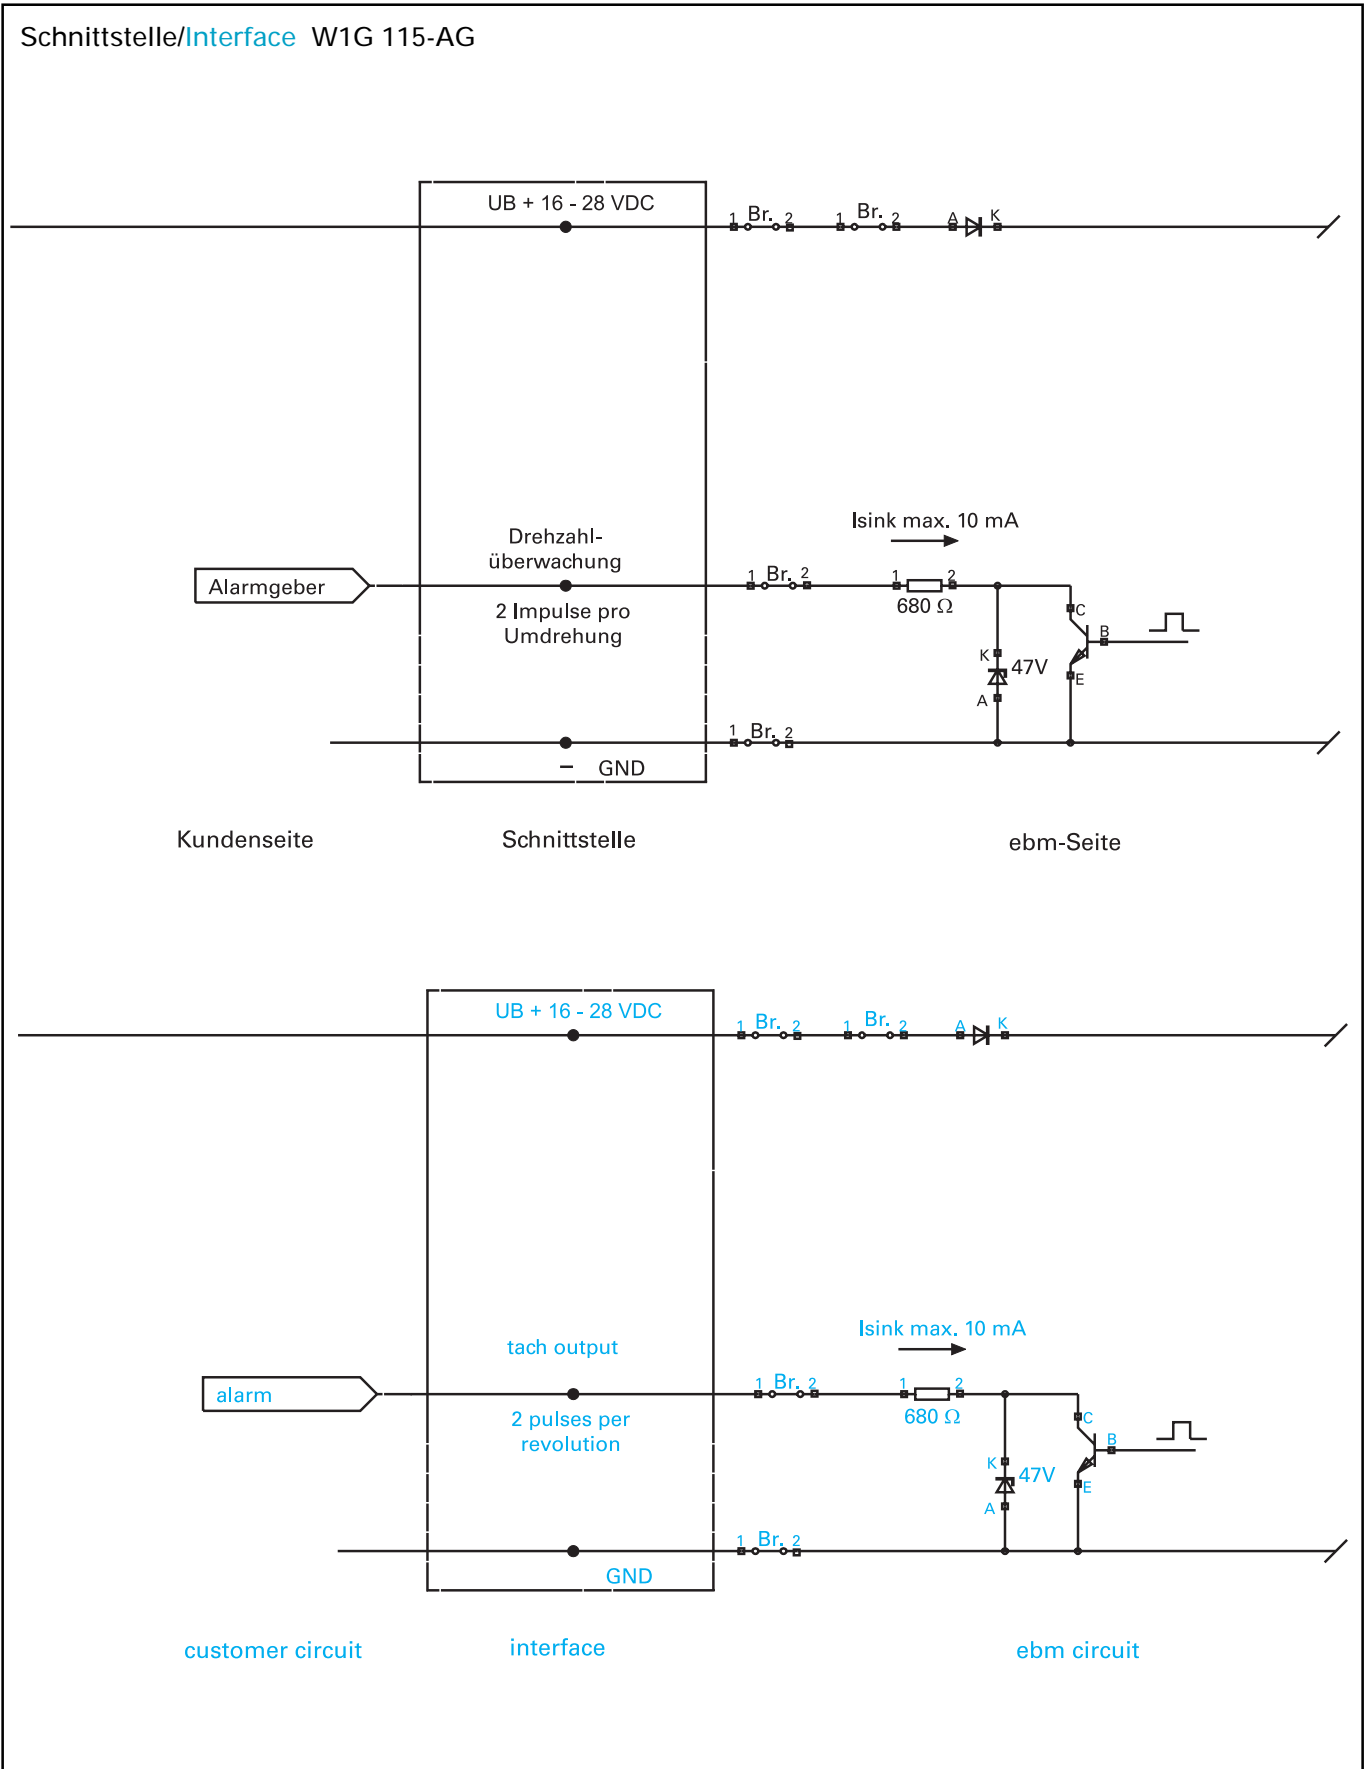 Schnittstelle/Interface W1G 115-AG
UB + 16 - 28 VDC
1 Br. 2 1 Br. 2 A K
Isink max. 10 mA
Drehzahl-
überwachung
Alarmgeber
1 Br. 2 1 2
680 Ω
2 Impulse pro
Umdrehung
C
B
K 47V
E
A
1 Br. 2
– GND
Kundenseite Schnittstelle ebm-Seite
UB + 16 - 28 VDC
1 Br. 2 1 Br. 2 A K
Isink max. 10 mA
tach output
alarm
1 Br. 2 1 2
680 Ω
2 pulses per
revolution
C
B
K 47V
E
A
1 Br. 2
GND
customer circuit interface ebm circuit